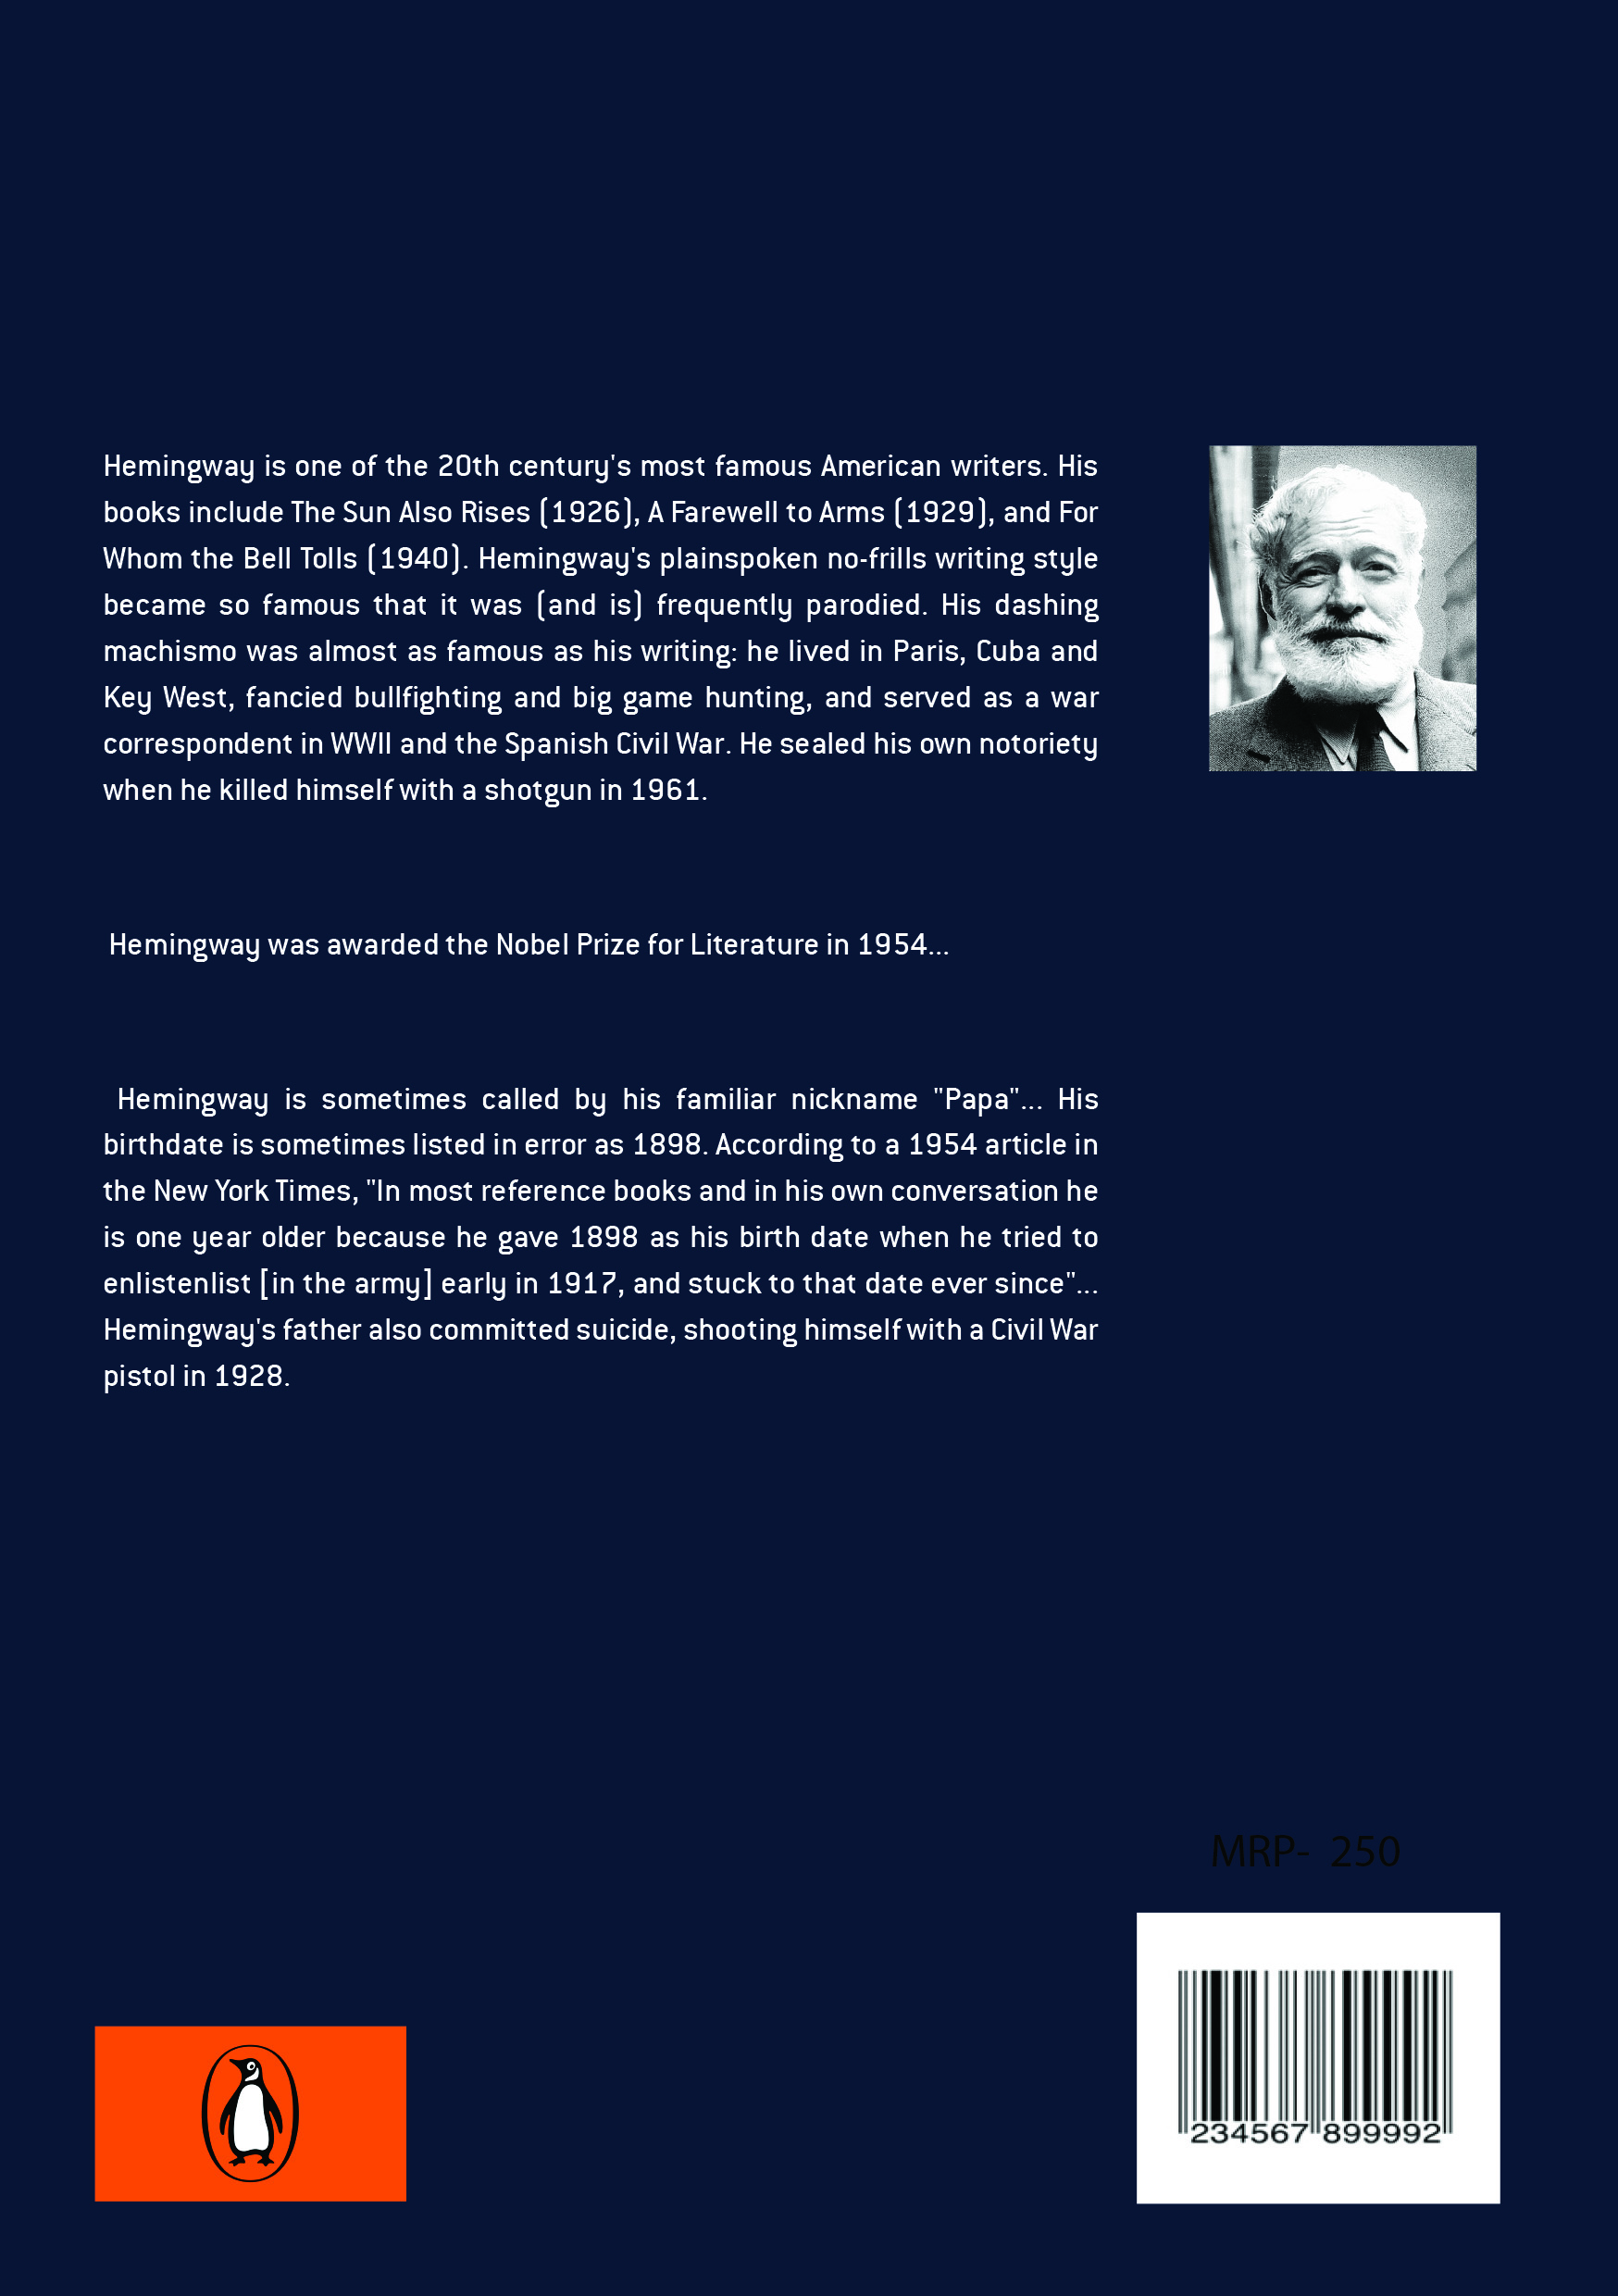 Hemingway is one of the 20th century's most famous American writers. His
books include The Sun Also Rises (1926), A Farewell to Arms (1929), and For
Whom the Bell Tolls (1940). Hemingway's plainspoken no-frills writing style
became so famous that it was (and is) frequently parodied. His dashing
machismo was almost as famous as his writing: he lived in Paris, Cuba and
Key West, fancied bullfighting and big game hunting, and served as a war
correspondent in WWII and the Spanish Civil War. He sealed his own notoriety
when he killed himself with a shotgun in 1961.
Hemingway was awarded the Nobel Prize for Literature in 1954...
Hemingway is sometimes called by his familiar nickname "Papa"... His
birthdate is sometimes listed in error as 1898. According to a 1954 article in
the New York Times, "In most reference books and in his own conversation he
is one year older because he gave 1898 as his birth date when he tried to
enlistenlist [in the army] early in 1917, and stuck to that date ever since"...
Hemingway's father also committed suicide, shooting himself with a Civil War
pistol in 1928.
MRP- 250
234567 899992